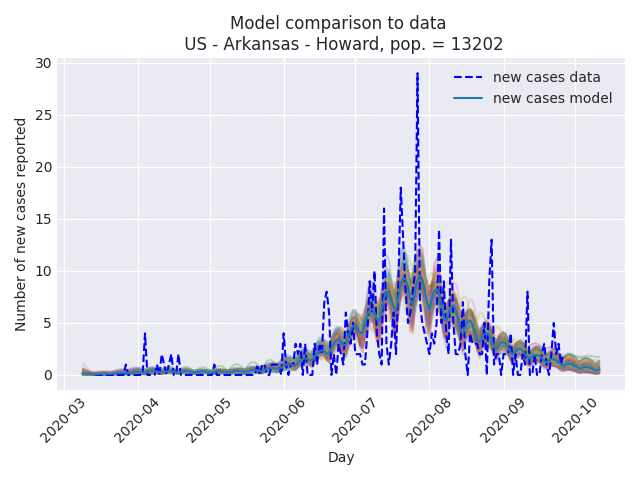 Model comparison to data
US - Arkansas - Howard, pop. = 13202
new cases data
new cases model
Number of new cases reported
30
25
20
15
10
5
0
2020-03
2020-04
2020-05
2020-06
2020-07
2020-08
2020-09
2020-10
Day